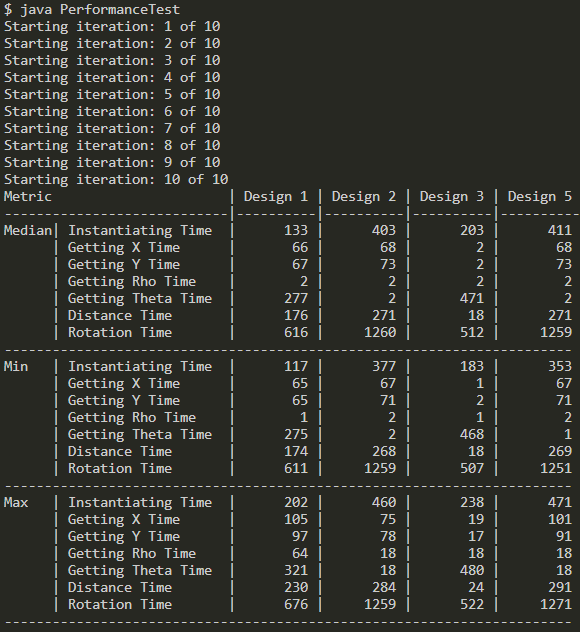 $ java PerformanceTest
Starting iteration: 1 of 10
Starting iteration: 2 of 10
Starting iteration: 3 of 10
Starting iteration: 4 of 10
Starting iteration: 5 of 10
Starting iteration: 6 of 10
Starting iteration: 7 of 10
Starting iteration: 8 of 10
Starting iteration: 9 of 10
Starting iteration: 10 of 10
Metric                      | Design 1 | Design 2 | Design 3 | Design 5
----------------------------|----------|----------|----------|----------
Median| Instantiating Time  |      133 |      403 |      203 |      411
      | Getting X Time      |       66 |       68 |        2 |       68
      | Getting Y Time      |       67 |       73 |        2 |       73
      | Getting Rho Time    |        2 |        2 |        2 |        2
      | Getting Theta Time  |      277 |        2 |      471 |        2
      | Distance Time       |      176 |      271 |       18 |      271
      | Rotation Time       |      616 |     1260 |      512 |     1259
-----------------------------------------------------------------------
Min   | Instantiating Time  |      117 |      377 |      183 |      353
      | Getting X Time      |       65 |       67 |        1 |       67
      | Getting Y Time      |       65 |       71 |        2 |       71
      | Getting Rho Time    |        1 |        2 |        1 |        2
      | Getting Theta Time  |      275 |        2 |      468 |        1
      | Distance Time       |      174 |      268 |       18 |      269
      | Rotation Time       |      611 |     1259 |      507 |     1251
-----------------------------------------------------------------------
Max   | Instantiating Time  |      202 |      460 |      238 |      471
      | Getting X Time      |      105 |       75 |       19 |      101
      | Getting Y Time      |       97 |       78 |       17 |       91
      | Getting Rho Time    |       64 |       18 |       18 |       18
      | Getting Theta Time  |      321 |       18 |      480 |       18
      | Distance Time       |      230 |      284 |       24 |      291
      | Rotation Time       |      676 |     1259 |      522 |     1271
-----------------------------------------------------------------------